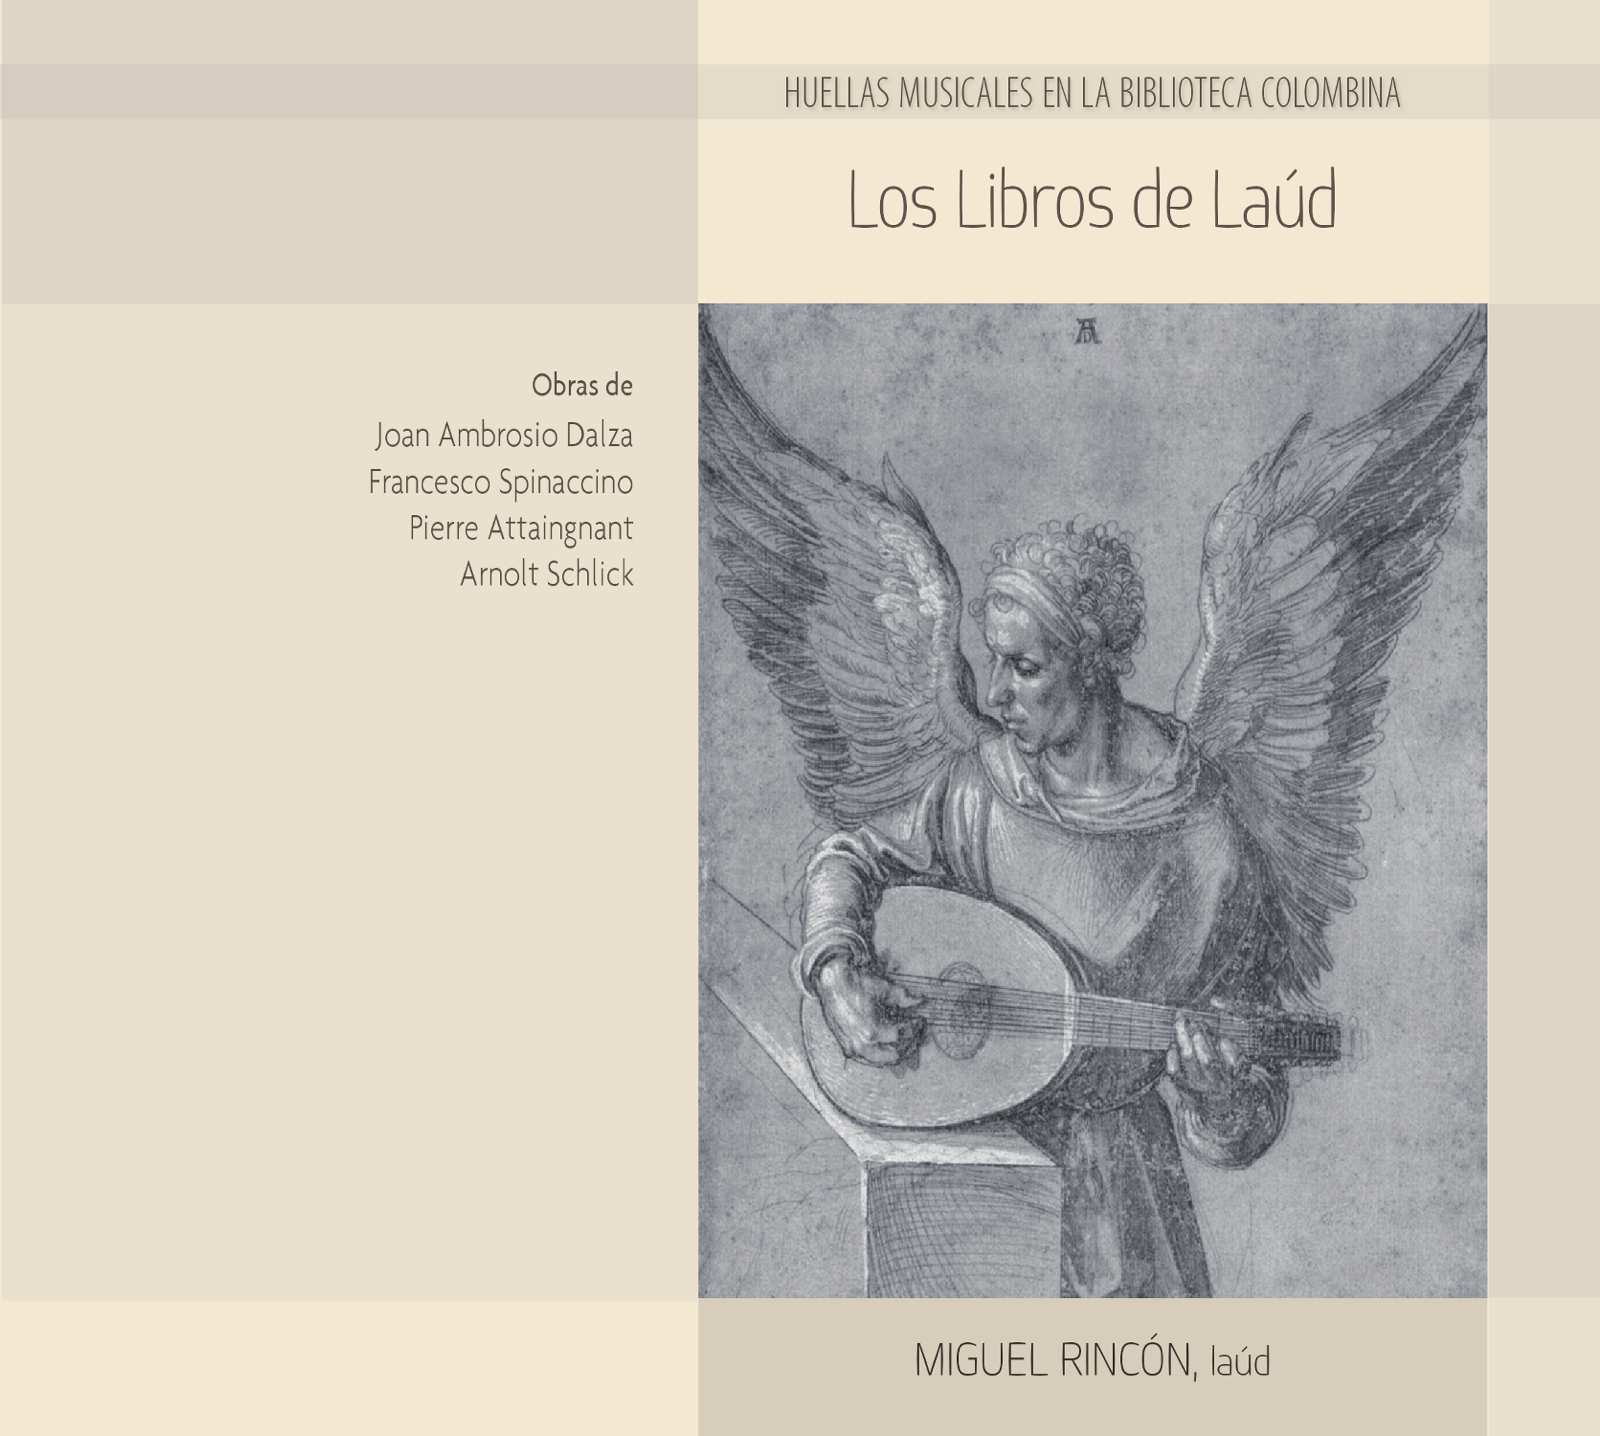 HUELLAS MUSICALES EN LA BIBLIOTECA COLOMBINA
Los Libros de Laúd
Obras de
Joan Ambrosio Dalza
Francesco Spinaccino
Pierre Attaingnant
Arnolt Schlick
AD
MIGUEL RINCÓN, laúd